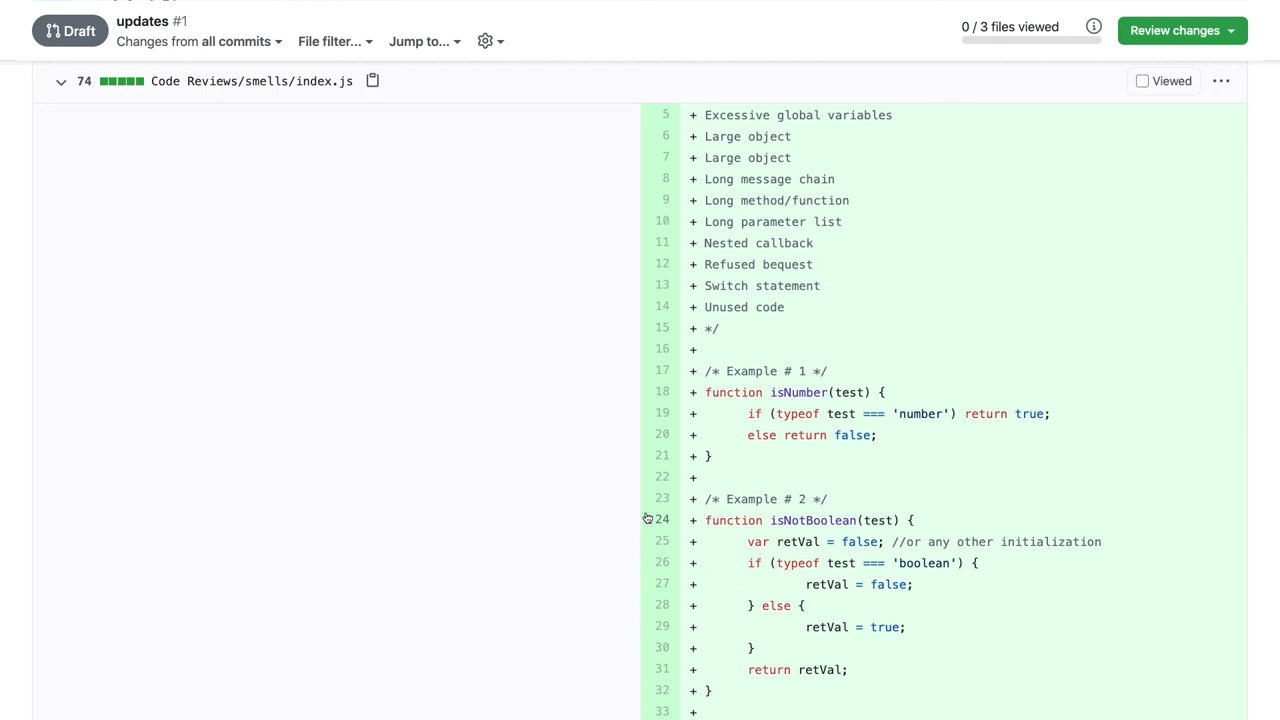 Draft
updates #1
Changes from all commits
File filter...
Jump to...
0 / 3 files viewed
Review changes
74 Code Reviews/smells/index.js
Viewed
5 + Excessive global variables
6 + Large object
7 + Large object
8 + Long message chain
9 + Long method/function
10 + Long parameter list
11 + Nested callback
12 + Refused bequest
13 + Switch statement
14 + Unused code
15 + */
16 +
17 + /* Example # 1 */
18 + function isNumber(test) {
19 + if (typeof test === 'number') return true;
20 + else return false;
21 + }
22 +
23 + /* Example # 2 */
24 + function isNotBoolean(test) {
25 + var retVal = false; //or any other initialization
26 + if (typeof test === 'boolean') {
27 + retVal = false;
28 + } else {
29 + retVal = true;
30 + }
31 + return retVal;
32 + }
33 +